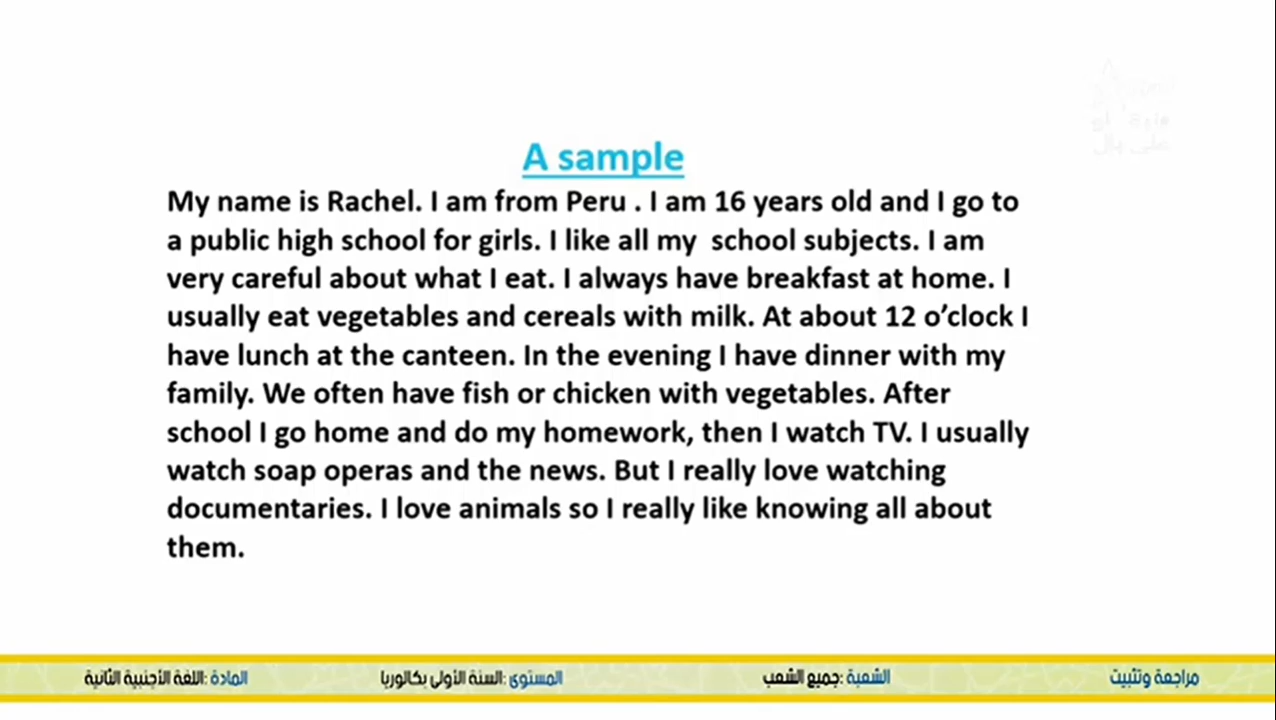 A sample
My name is Rachel. I am from Peru . I am 16 years old and I go to
a public high school for girls. I like all my school subjects. I am
very careful about what I eat. I always have breakfast at home. I
usually eat vegetables and cereals with milk. At about 12 o’clock I
have lunch at the canteen. In the evening I have dinner with my
family. We often have fish or chicken with vegetables. After
school I go home and do my homework, then I watch TV. I usually
watch soap operas and the news. But I really love watching
documentaries. I love animals so I really like knowing all about
them.
مراجعة وتثبيت الشعبة :جميع الشعب المستوى :السنة الأولى بكالوريا المادة :اللغة الأجنبية الثانية